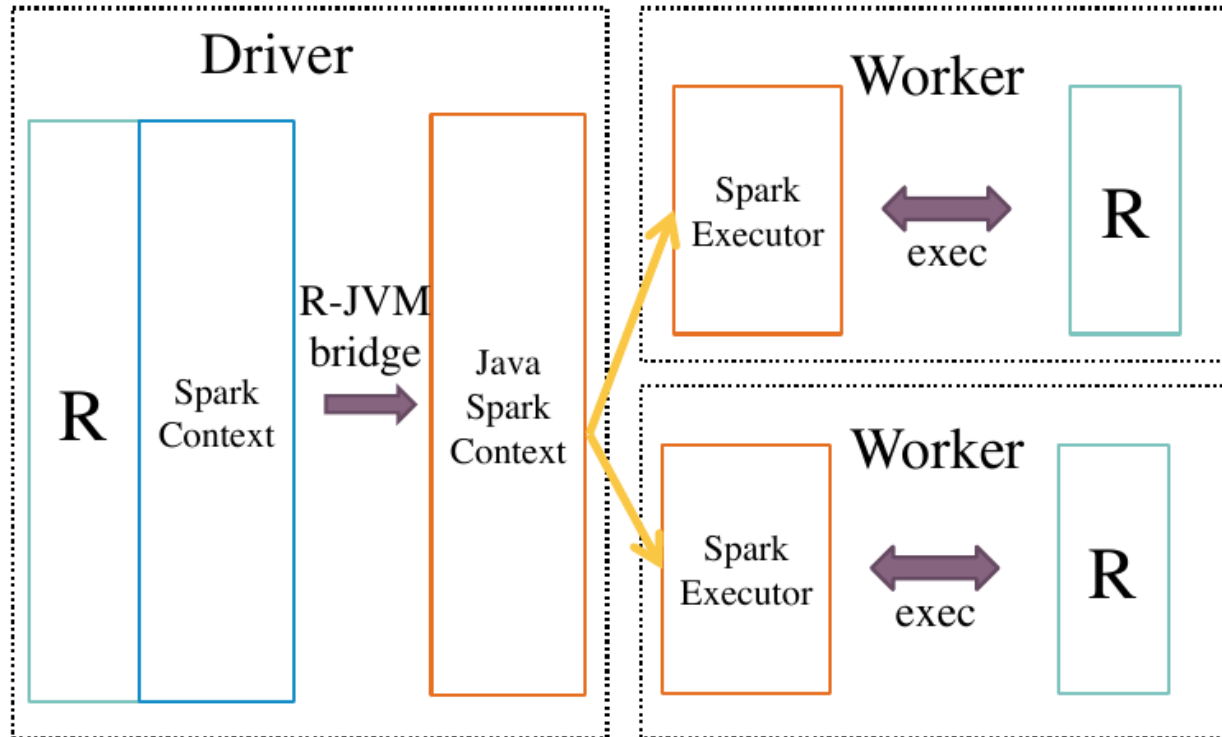 Driver
R
Spark
Context
R-JVM
bridge
Java
Spark
Context
Worker
Spark
Executor
exec
R
Worker
Spark
Executor
exec
R